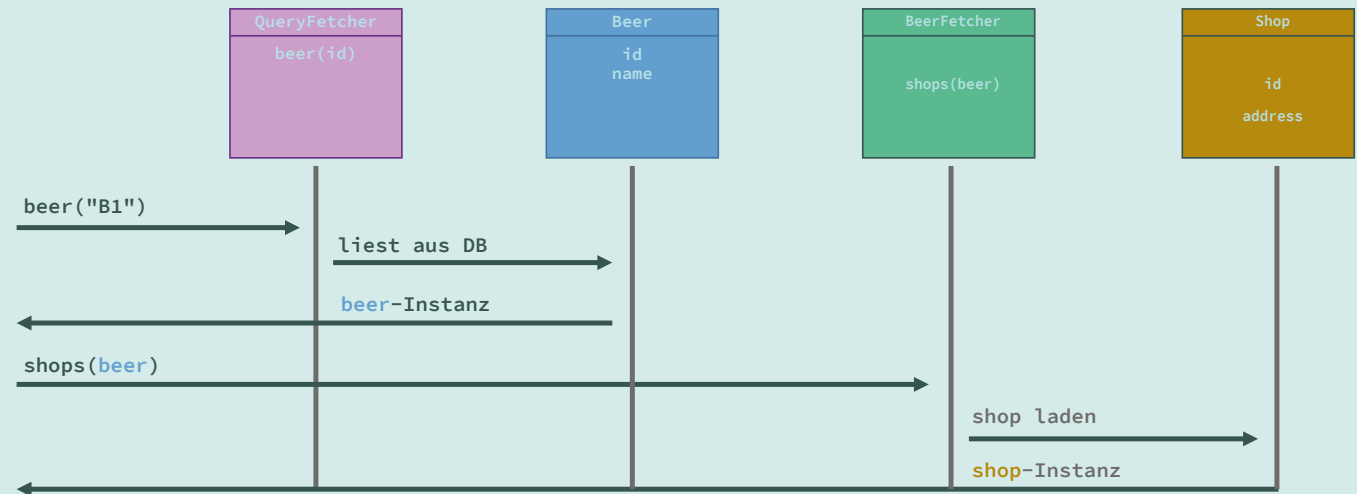 QueryFetcher
beer(id)
Beer
id
name
BeerFetcher
shops(beer)
Shop
id
address
beer("B1")
liest aus DB
beer-Instanz
shops(beer)
shop laden
shop-Instanz